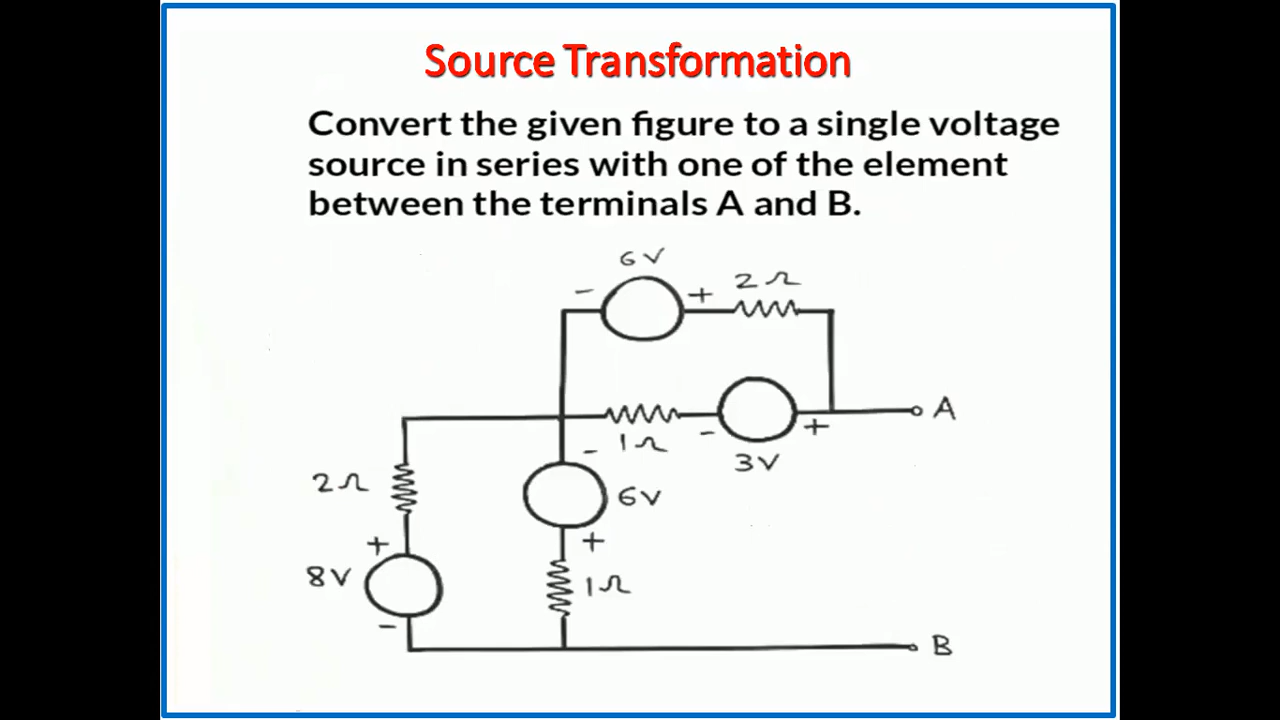 Source Transformation
Convert the given figure to a single voltage
source in series with one of the element
between the terminals A and B.
6V
- + 2Ω
1Ω - + A
3V
2Ω
- 6V +
1Ω
+ 8V -
B